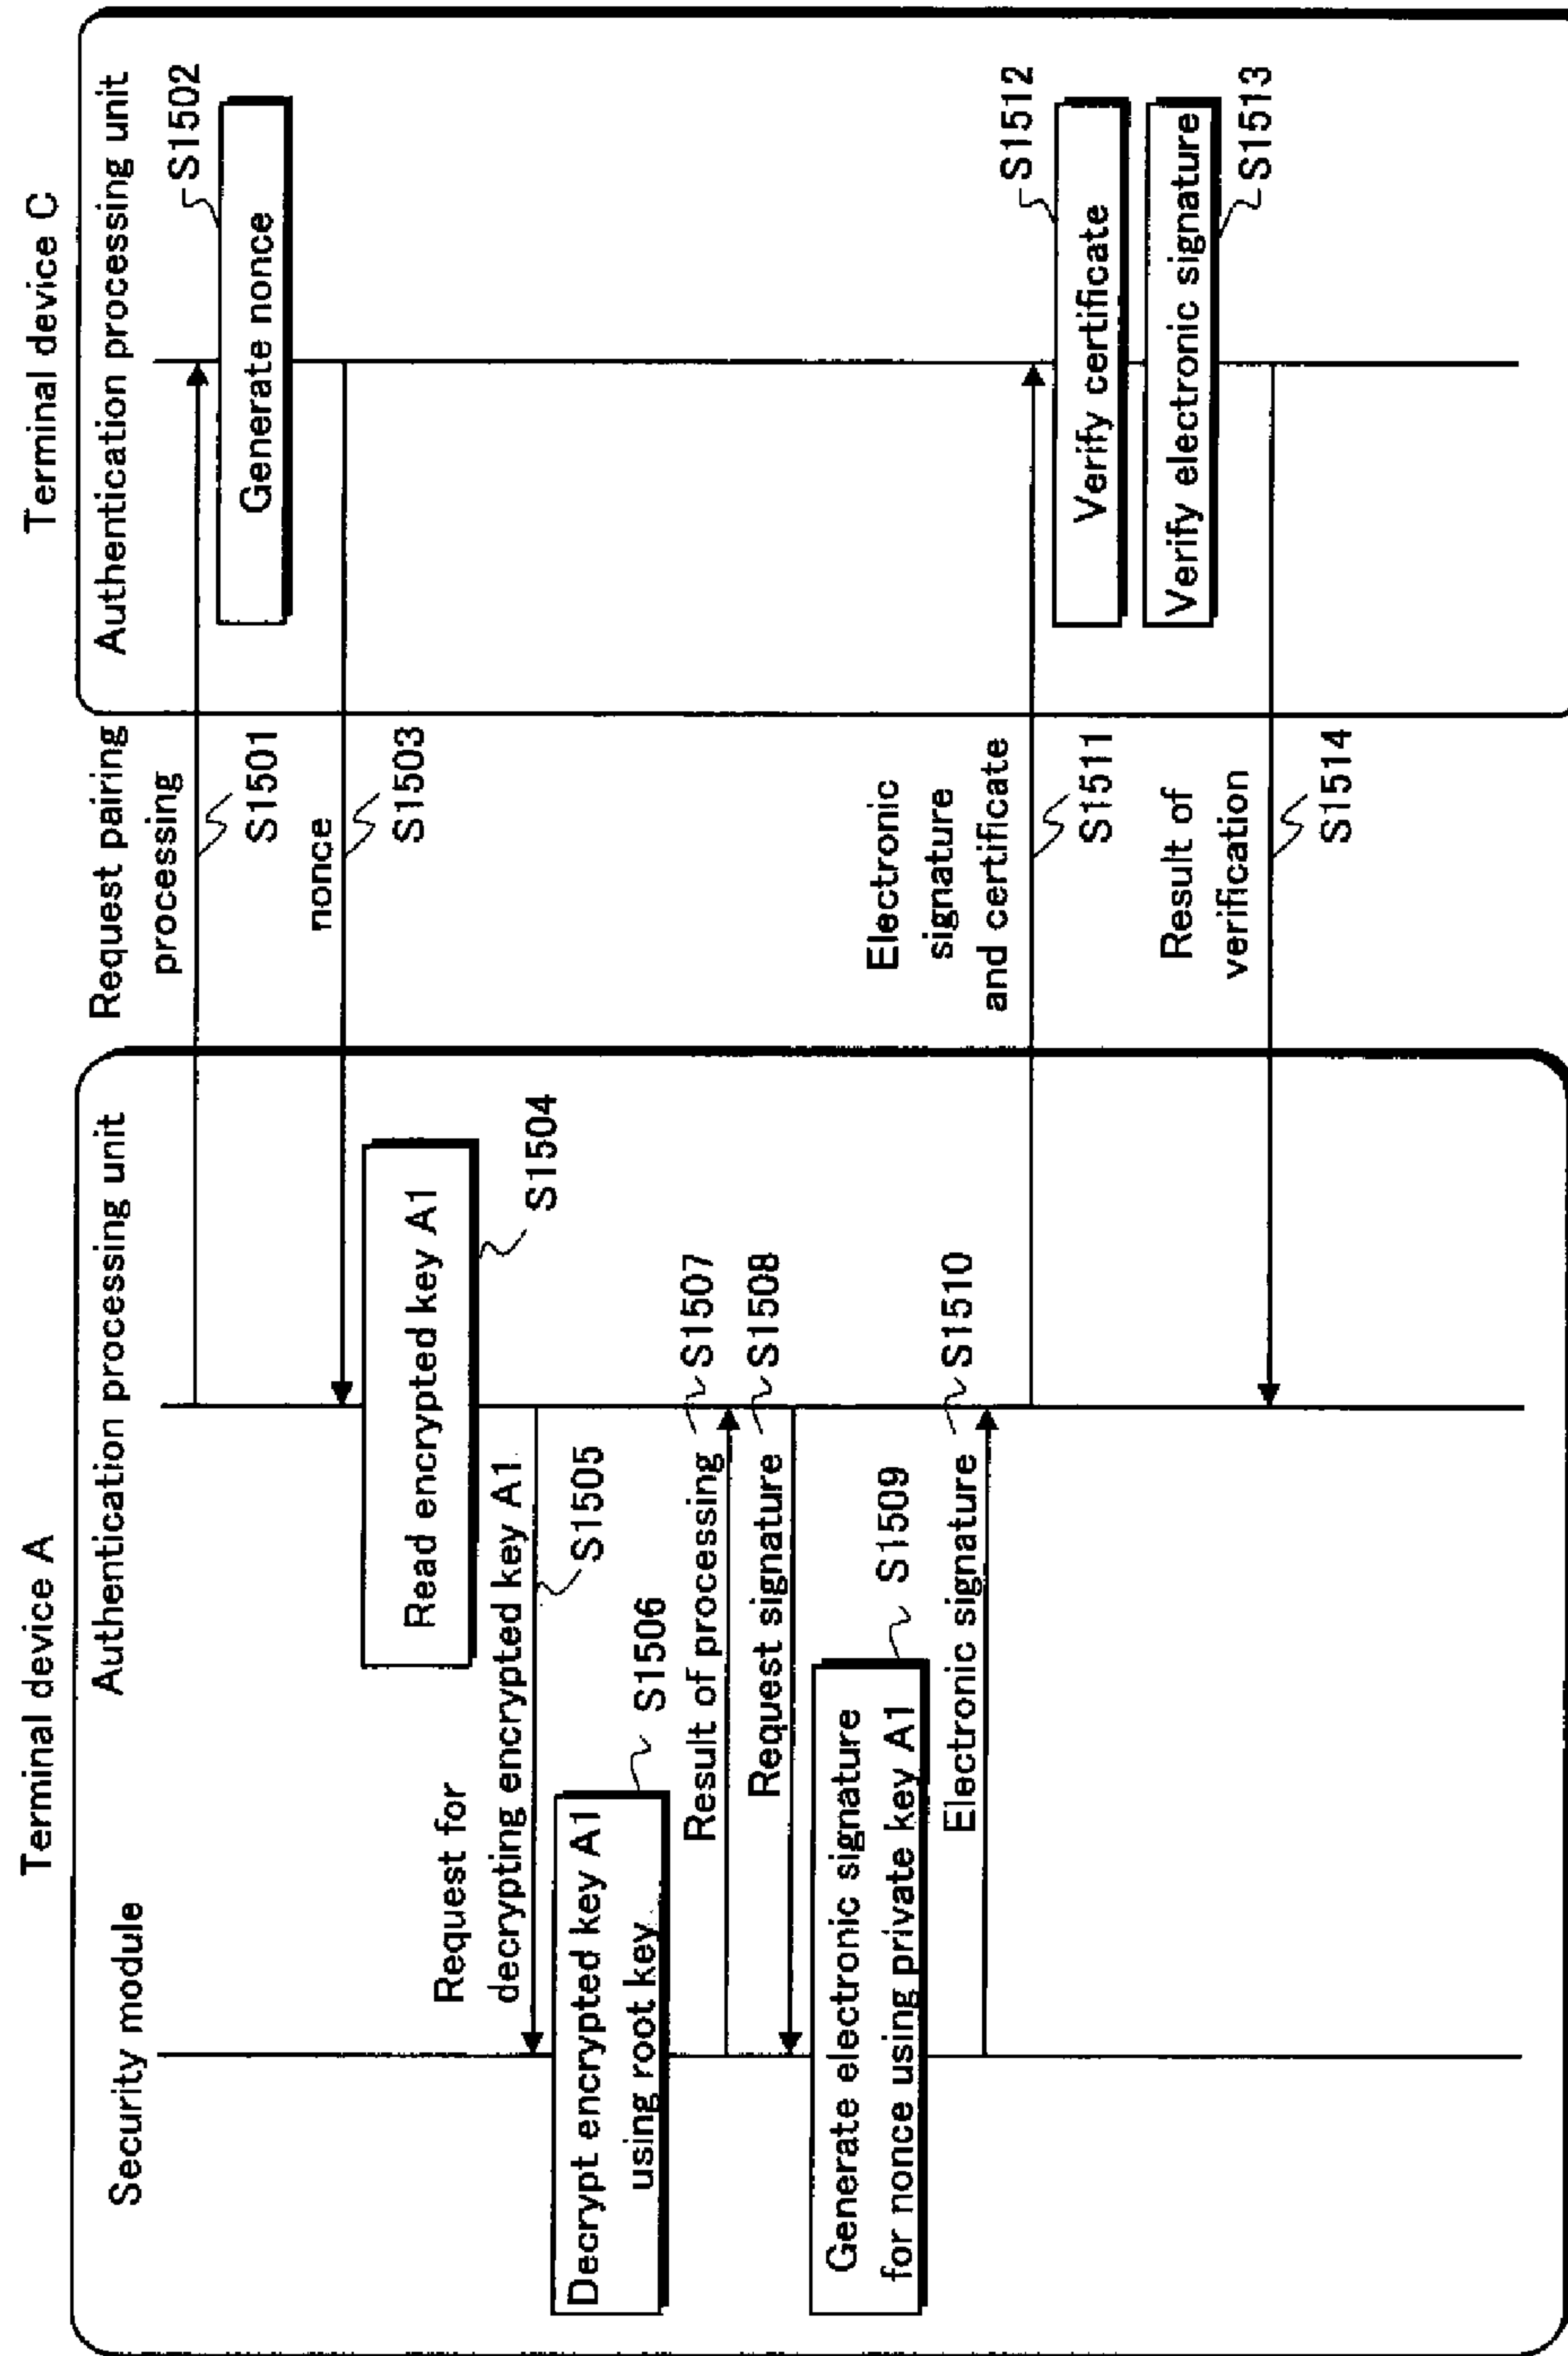 Terminal device A
Terminal device C
Security module
Authentication processing unit
Authentication processing unit
Request pairing
processing
S1501
S1502
Generate nonce
nonce
S1503
Read encrypted key A1
S1504
Request for
decrypting encrypted key A1
S1505
Decrypt encrypted key A1
using root key
S1506
Result of processing
S1507
Request signature
S1508
Generate electronic signature
for nonce using private key A1
S1509
Electronic signature
S1510
Electronic
signature
and certificate
S1511
S1512
Verify certificate
Verify electronic signature
S1513
Result of
verification
S1514